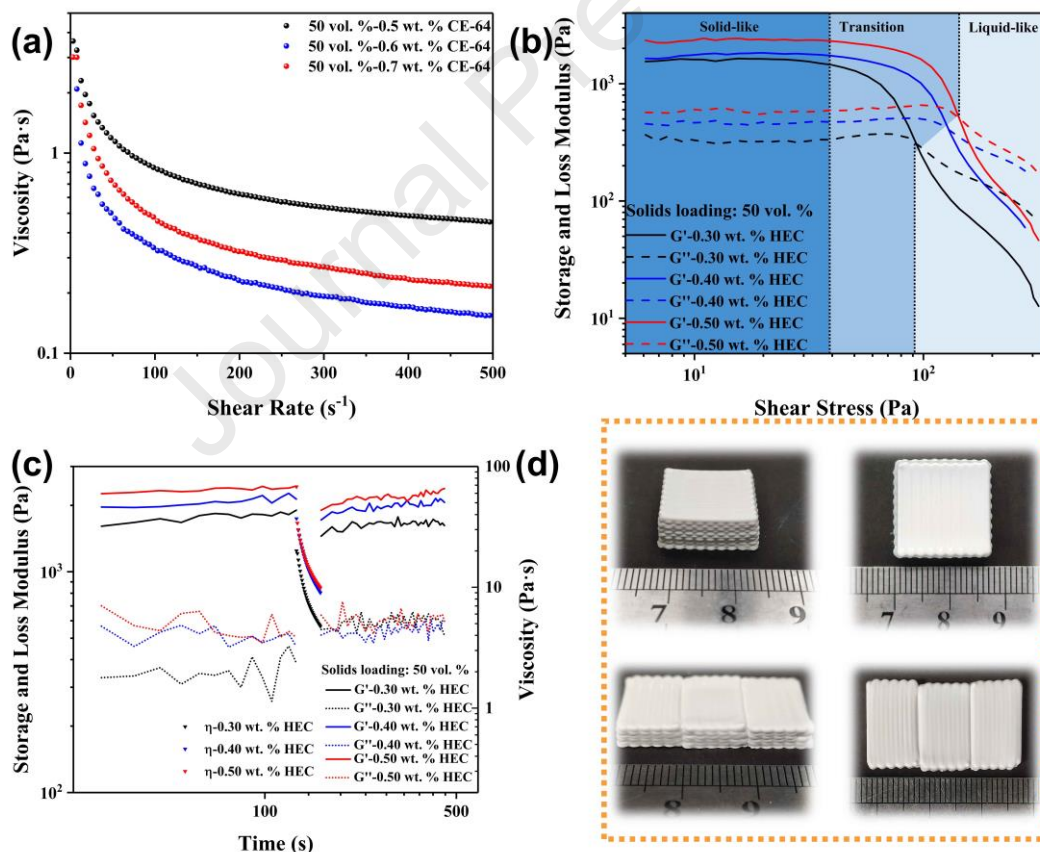 (a)
50 vol. %-0.5 wt. % CE-64
50 vol. %-0.6 wt. % CE-64
50 vol. %-0.7 wt. % CE-64
Viscosity (Pa·s)
1
0.1
0 100 200 300 400 500
Shear Rate (s-1)
Journal Pre
(b)
Solid-like Transition Liquid-like
Storage and Loss Modulus (Pa)
10³
10²
10¹
Solids loading: 50 vol. %
G'-0.30 wt. % HEC
G''-0.30 wt. % HEC
G'-0.40 wt. % HEC
G''-0.40 wt. % HEC
G'-0.50 wt. % HEC
G''-0.50 wt. % HEC
10¹ 10²
Shear Stress (Pa)
(c)
Storage and Loss Modulus (Pa)
10³
10²
η-0.30 wt. % HEC
η-0.40 wt. % HEC
η-0.50 wt. % HEC
Solids loading: 50 vol. %
G'-0.30 wt. % HEC
G''-0.30 wt. % HEC
G'-0.40 wt. % HEC
G''-0.40 wt. % HEC
G'-0.50 wt. % HEC
G''-0.50 wt. % HEC
100
10
1
Viscosity (Pa·s)
100 500
Time (s)
(d)
7 8 9
7 8 9
7 8
7 8 9